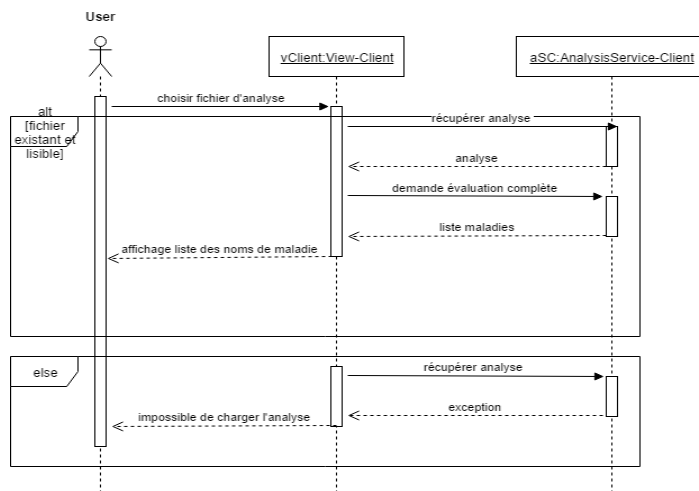 User
vClient:View-Client
aSC:AnalysisService-Client
choisir fichier d'analyse
alt
[fichier
existant et
lisible]
récupérer analyse
analyse
demande évaluation complète
liste maladies
affichage liste des noms de maladie
else
récupérer analyse
exception
impossible de charger l'analyse